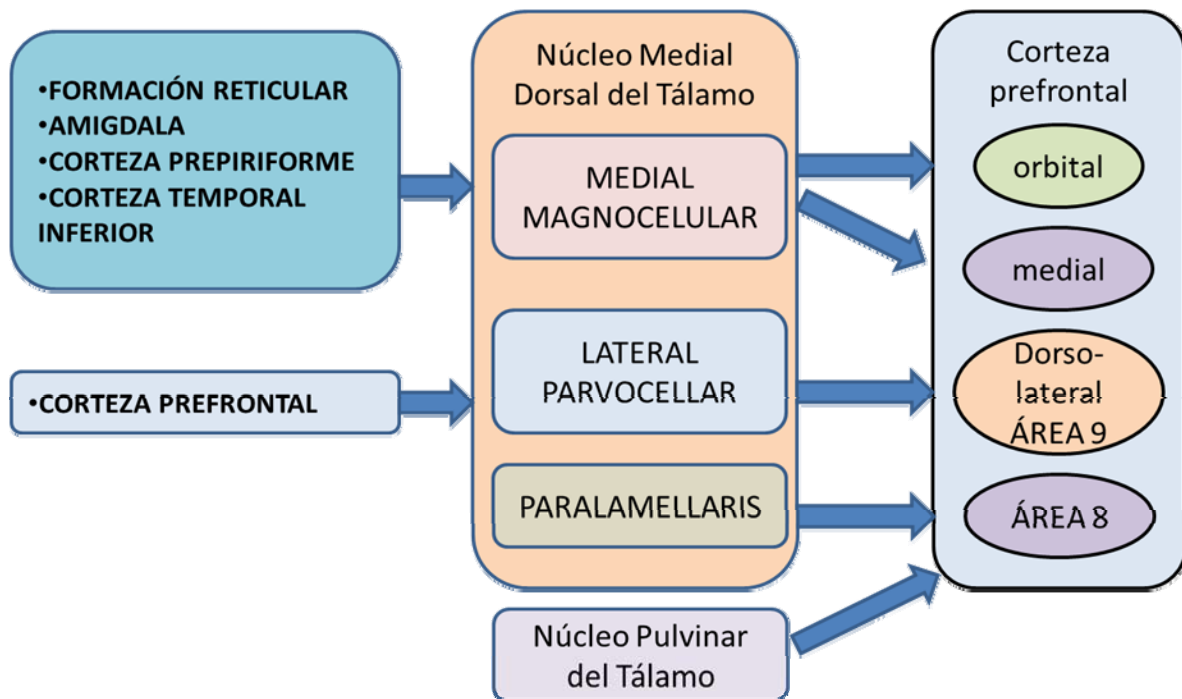 •FORMACIÓN RETICULAR
•AMIGDALA
•CORTEZA PREPIRIFORME
•CORTEZA TEMPORAL
INFERIOR
•CORTEZA PREFRONTAL
Núcleo Medial
Dorsal del Tálamo
MEDIAL
MAGNOCELULAR
LATERAL
PARVOCELLAR
PARALAMELLARIS
Núcleo Pulvinar
del Tálamo
Corteza
prefrontal
orbital
medial
Dorso-
lateral
ÁREA 9
ÁREA 8